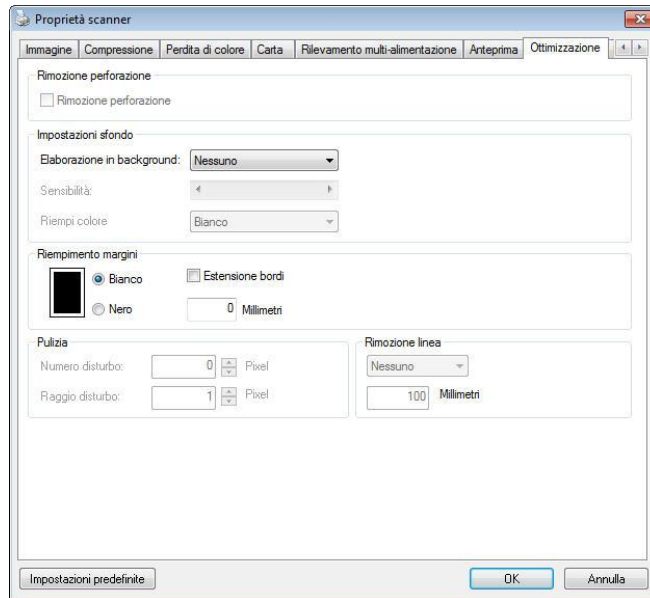 Proprietà scanner
Immagine Compressione Perdita di colore Carta Rilevamento multi-alimentazione Anteprima Ottimizzazione
Rimozione perforazione
Rimozione perforazione
Impostazioni sfondo
Elaborazione in background: Nessuno
Sensibilità:
Riempi colore Bianco
Riempimento margini
Bianco Estensione bordi
Nero 0 Millimetri
Pulizia Rimozione linea
Numero disturbo: 0 Pixel Nessuno
Raggio disturbo: 1 Pixel 100 Millimetri
Impostazioni predefinite OK Annulla